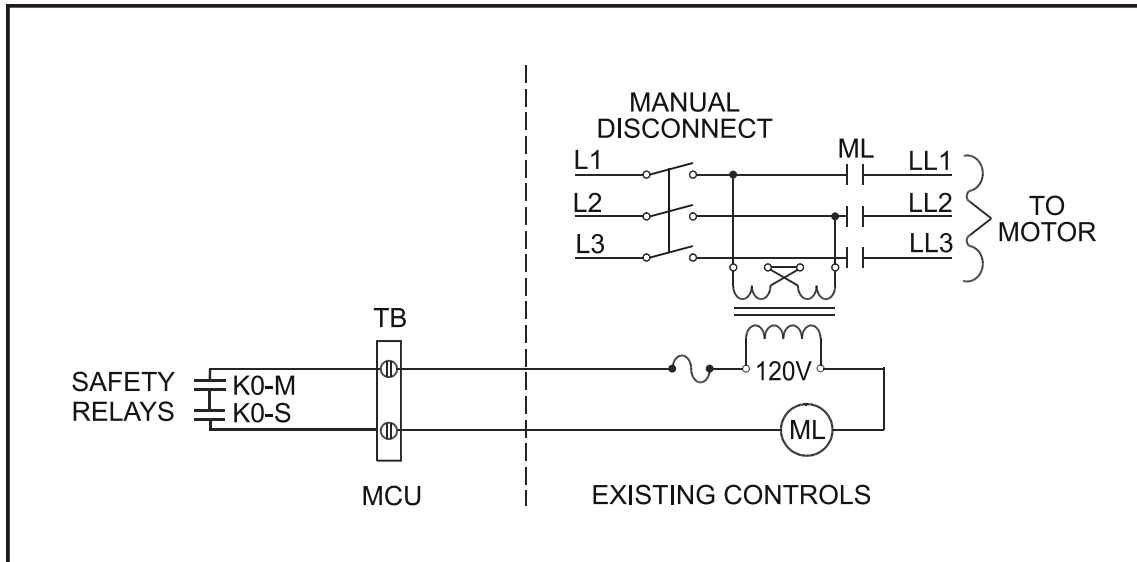 MANUAL
DISCONNECT
L1
ML
LL1
L2
LL2
TO
MOTOR
L3
LL3
TB
SAFETY
RELAYS
K0-M
K0-S
120V
ML
MCU
EXISTING CONTROLS